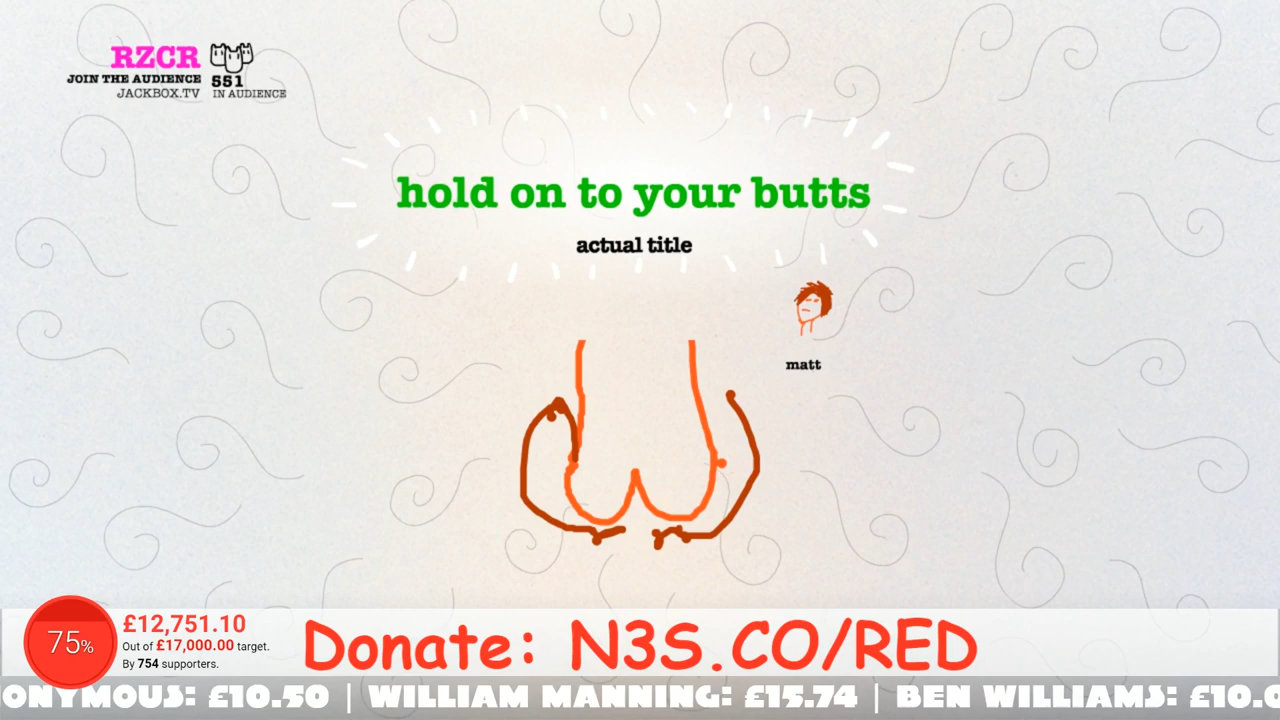 RZCR
JOIN THE AUDIENCE
JACKBOX.TV
551
IN AUDIENCE
hold on to your butts
actual title
matt
75%
£12,751.10
Out of £17,000.00 target.
By 754 supporters.
Donate: N3S.CO/RED
ONYMOUS: £10.50 | WILLIAM MANNING: £15.74 | BEN WILLIAMS: £10.0